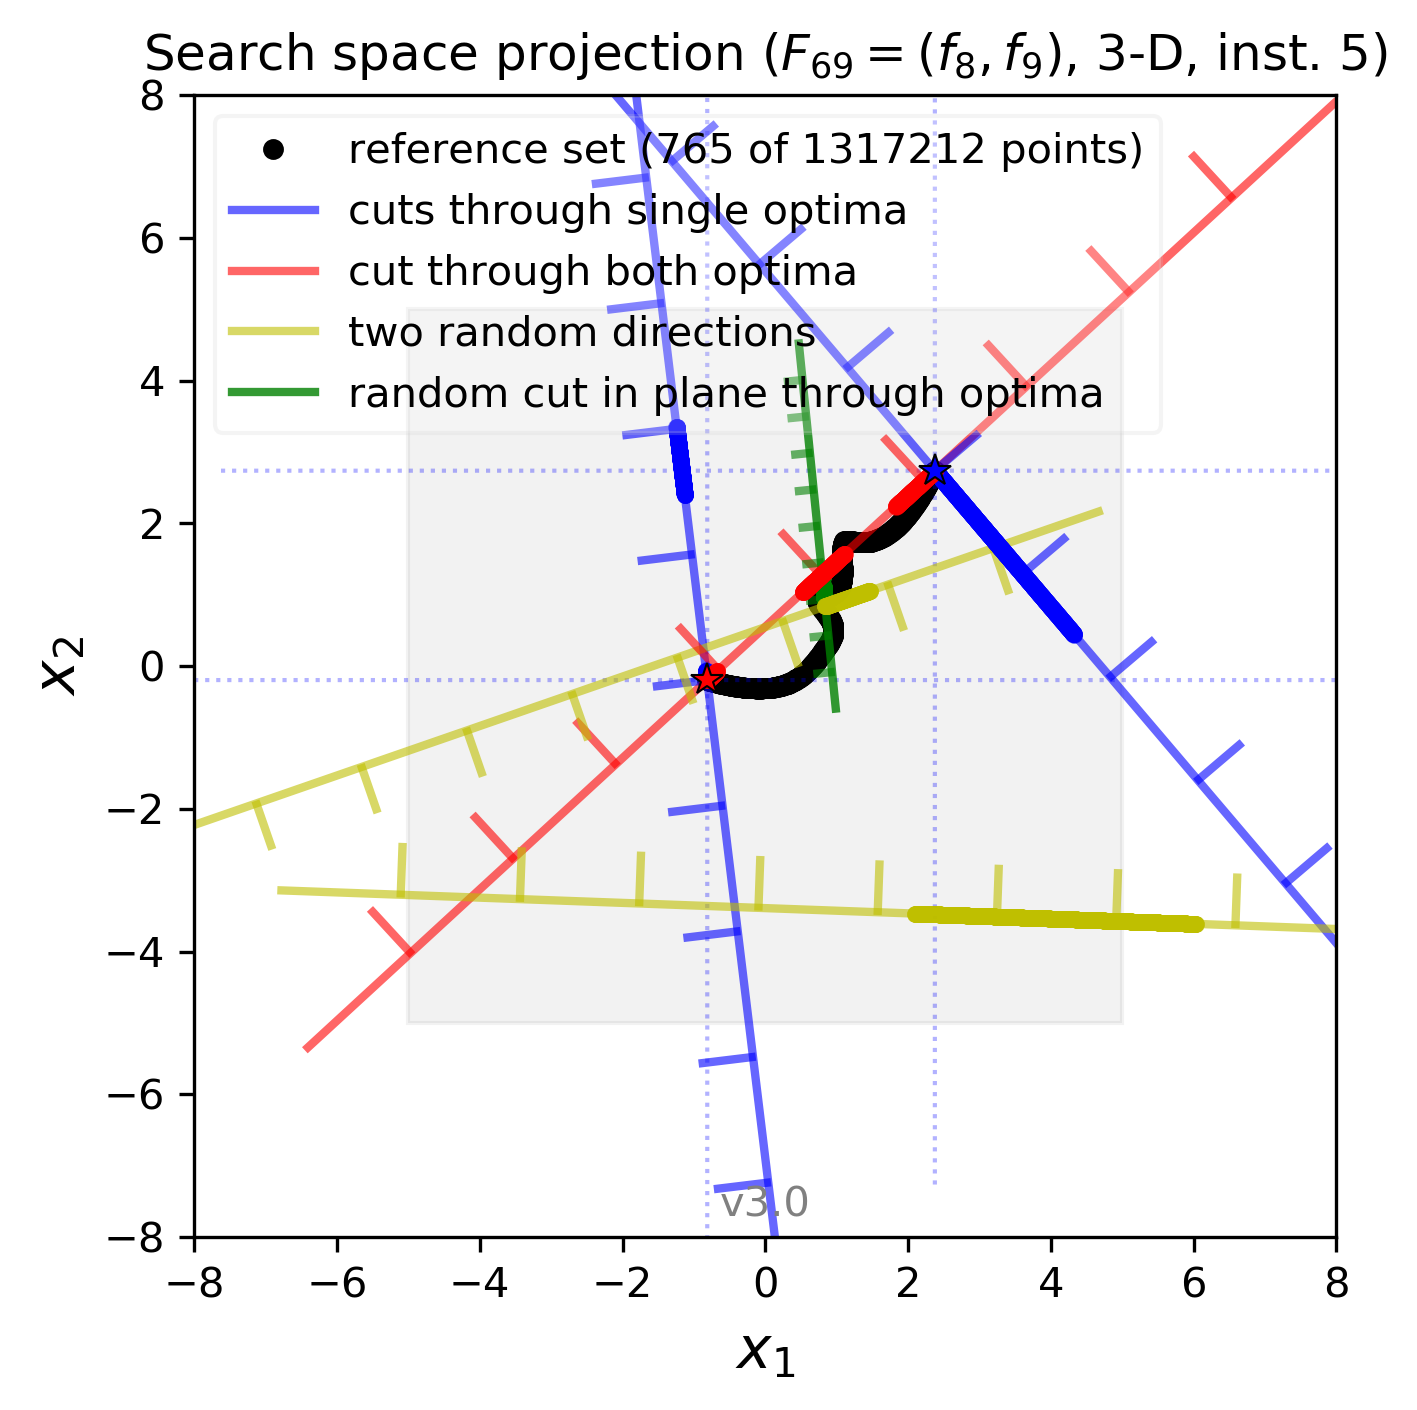 Search space projection (F₆₉ = (f₈, f₉), 3-D, inst. 5)
reference set (765 of 1317212 points)
cuts through single optima
cut through both optima
two random directions
random cut in plane through optima
8
6
4
2
0
−2
−4
−6
−8
x₂
v3.0
−8 −6 −4 −2 0 2 4 6 8
x₁